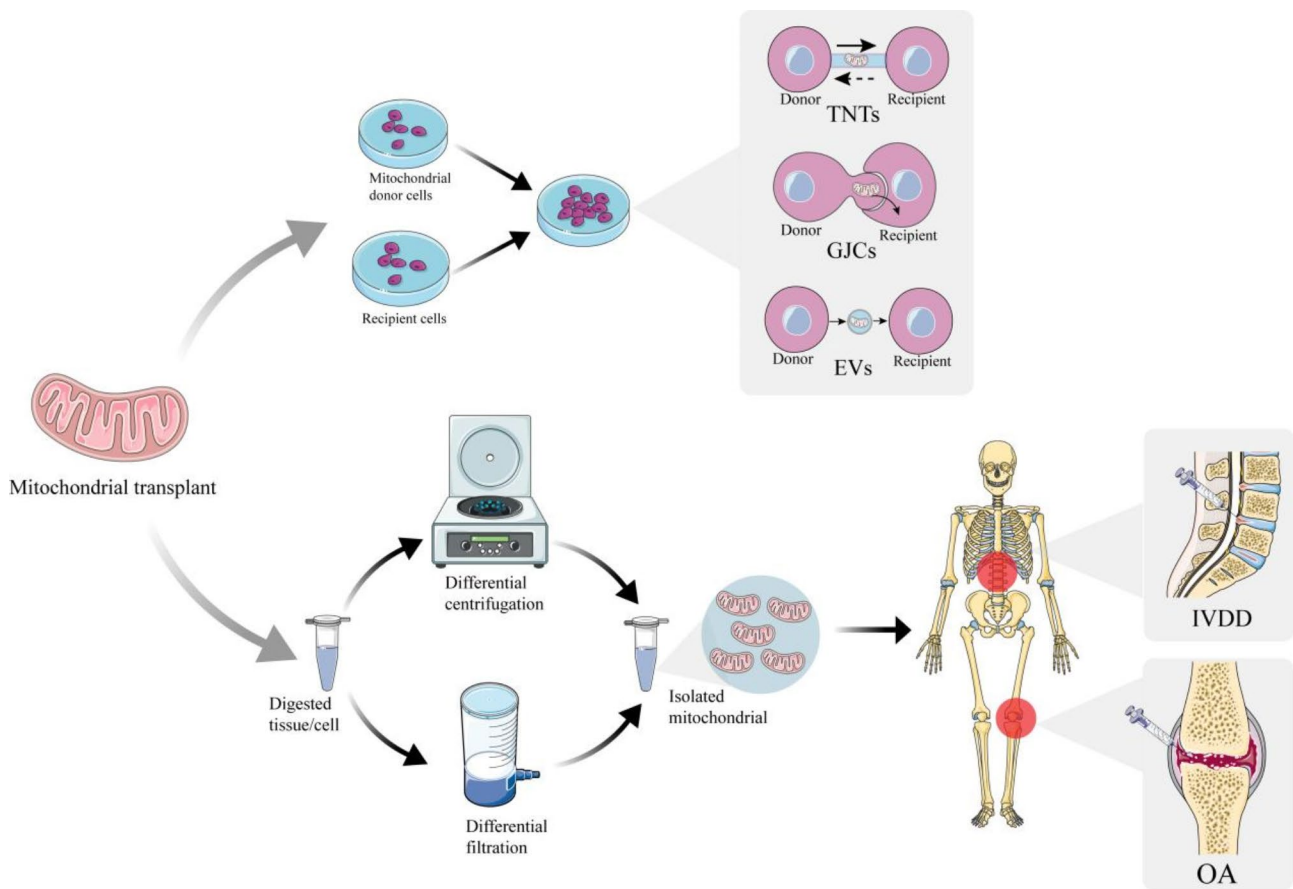 Donor
Recipient
TNTs
Mitochondrial
donor cells
Donor
Recipient
GJCs
Recipient cells
Donor
Recipient
EVs
Mitochondrial transplant
Differential
centrifugation
IVDD
Digested
tissue/cell
Isolated
mitochondrial
Differential
filtration
OA